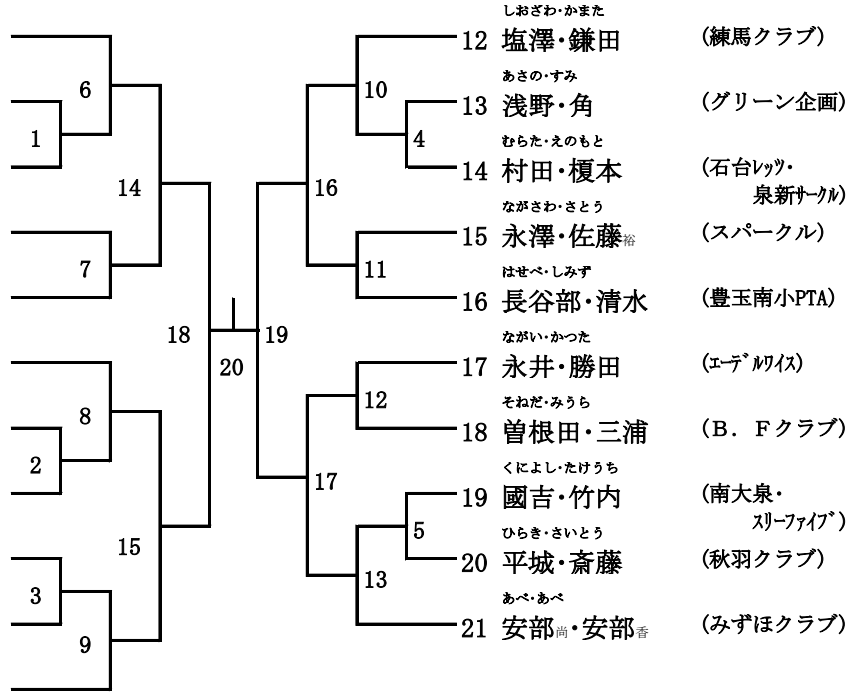 しおざわ・かまた
12 塩澤・鎌田 (練馬クラブ)
6 10
あさの・すみ
13 浅野・角 (グリーン企画)
1 4
むらた・えのもと
14 村田・榎本 (石台ﾚｯﾂ・
泉新ｻｰｸﾙ)
14 16
ながさわ・さとう
15 永澤・佐藤裕 (スパークル)
7 11
はせべ・しみず
16 長谷部・清水 (豊玉南小PTA)
18 19
20
ながい・かつた
17 永井・勝田 (ｴｰﾃﾞﾙﾜｲｽ)
8 12
そねだ・みうら
18 曽根田・三浦 (Ｂ．Ｆクラブ)
2 17
くによし・たけうち
19 國吉・竹内 (南大泉・
ｽﾘｰﾌｧｲﾌﾞ)
15 5
ひらき・さいとう
20 平城・斎藤 (秋羽クラブ)
3 13
あべ・あべ
21 安部尚・安部香 (みずほクラブ)
9